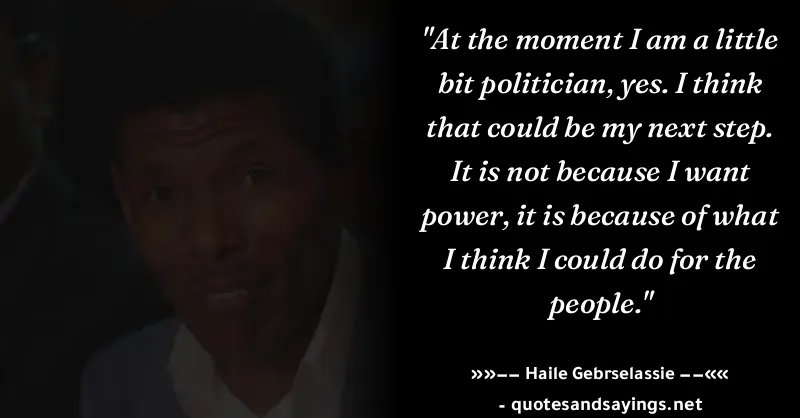 "At the moment I am a little
bit politician, yes. I think
that could be my next step.
It is not because I want
power, it is because of what
I think I could do for the
people."
»»−− Haile Gebrselassie −−««
- quotesandsayings.net